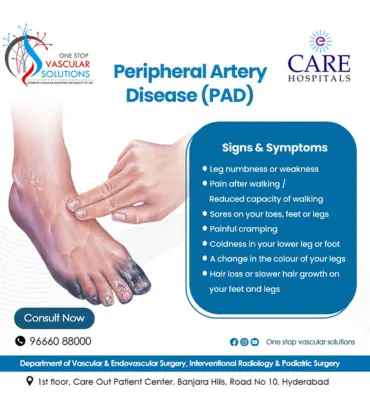 ONE STOP
VASCULAR
SOLUTIONS
Peripheral Artery
Disease (PAD)
CARE
HOSPITALS
Signs & Symptoms
Leg numbness or weakness
Pain after walking /
Reduced capacity of walking
Sores on your toes, feet or legs
Painful cramping
Coldness in your lower leg or foot
A change in the colour of your legs
Hair loss or slower hair growth on
your feet and legs
Consult Now
96660 88000
One stop vascular solutions
Department of Vascular & Endovascular Surgery, Interventional Radiology & Podiatric Surgery
1st floor, Care Out Patient Center, Banjara Hills, Road No 10, Hyderabad